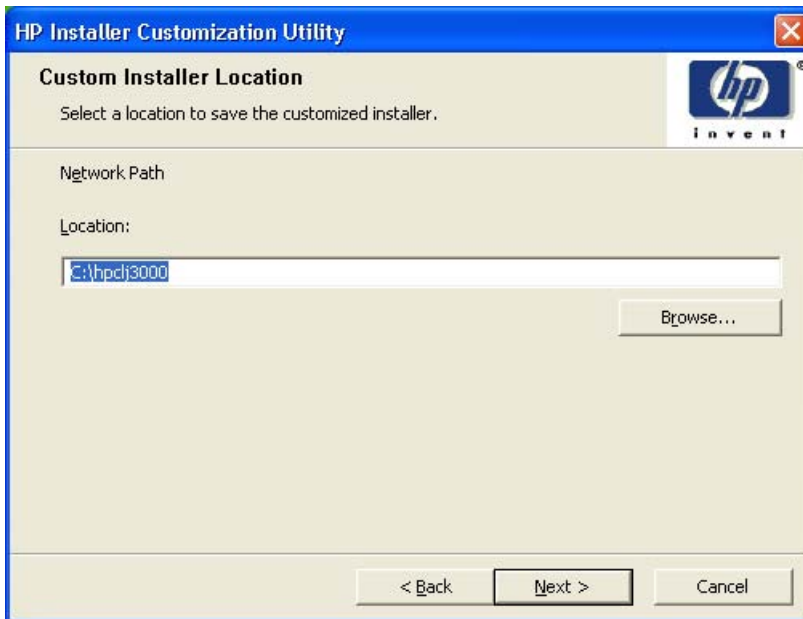 HP Installer Customization Utility
Custom Installer Location
Select a location to save the customized installer.
hp
®
invent
Network Path
Location:
C:\hpclj3000
Browse...
< Back
Next >
Cancel